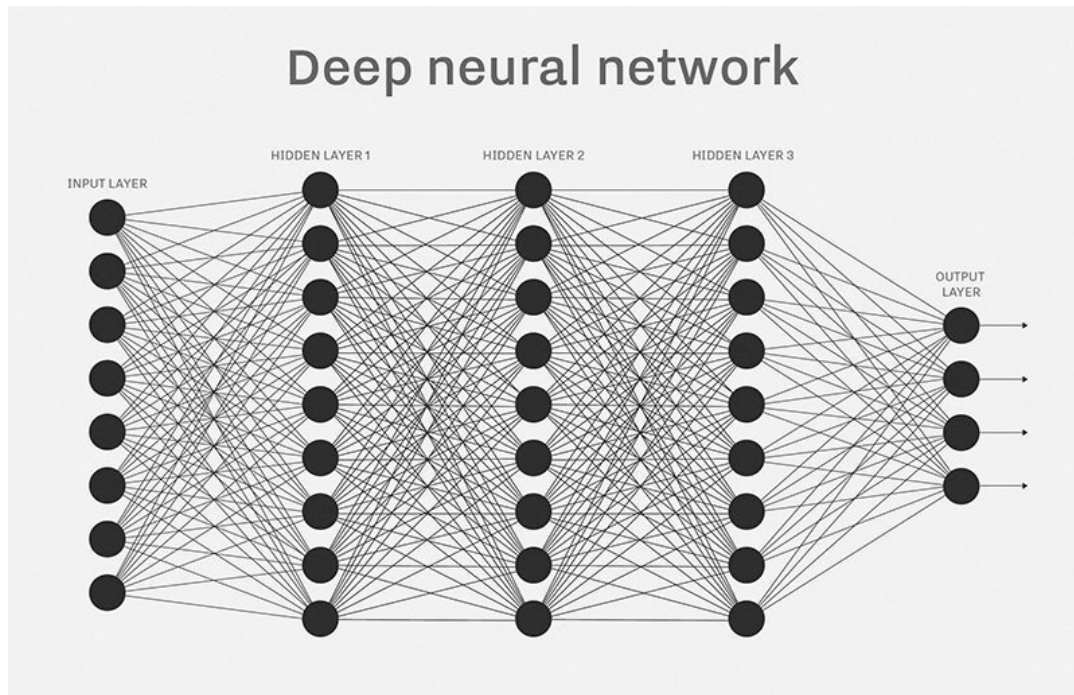 Deep neural network
HIDDEN LAYER 1
HIDDEN LAYER 2
HIDDEN LAYER 3
INPUT LAYER
OUTPUT
LAYER